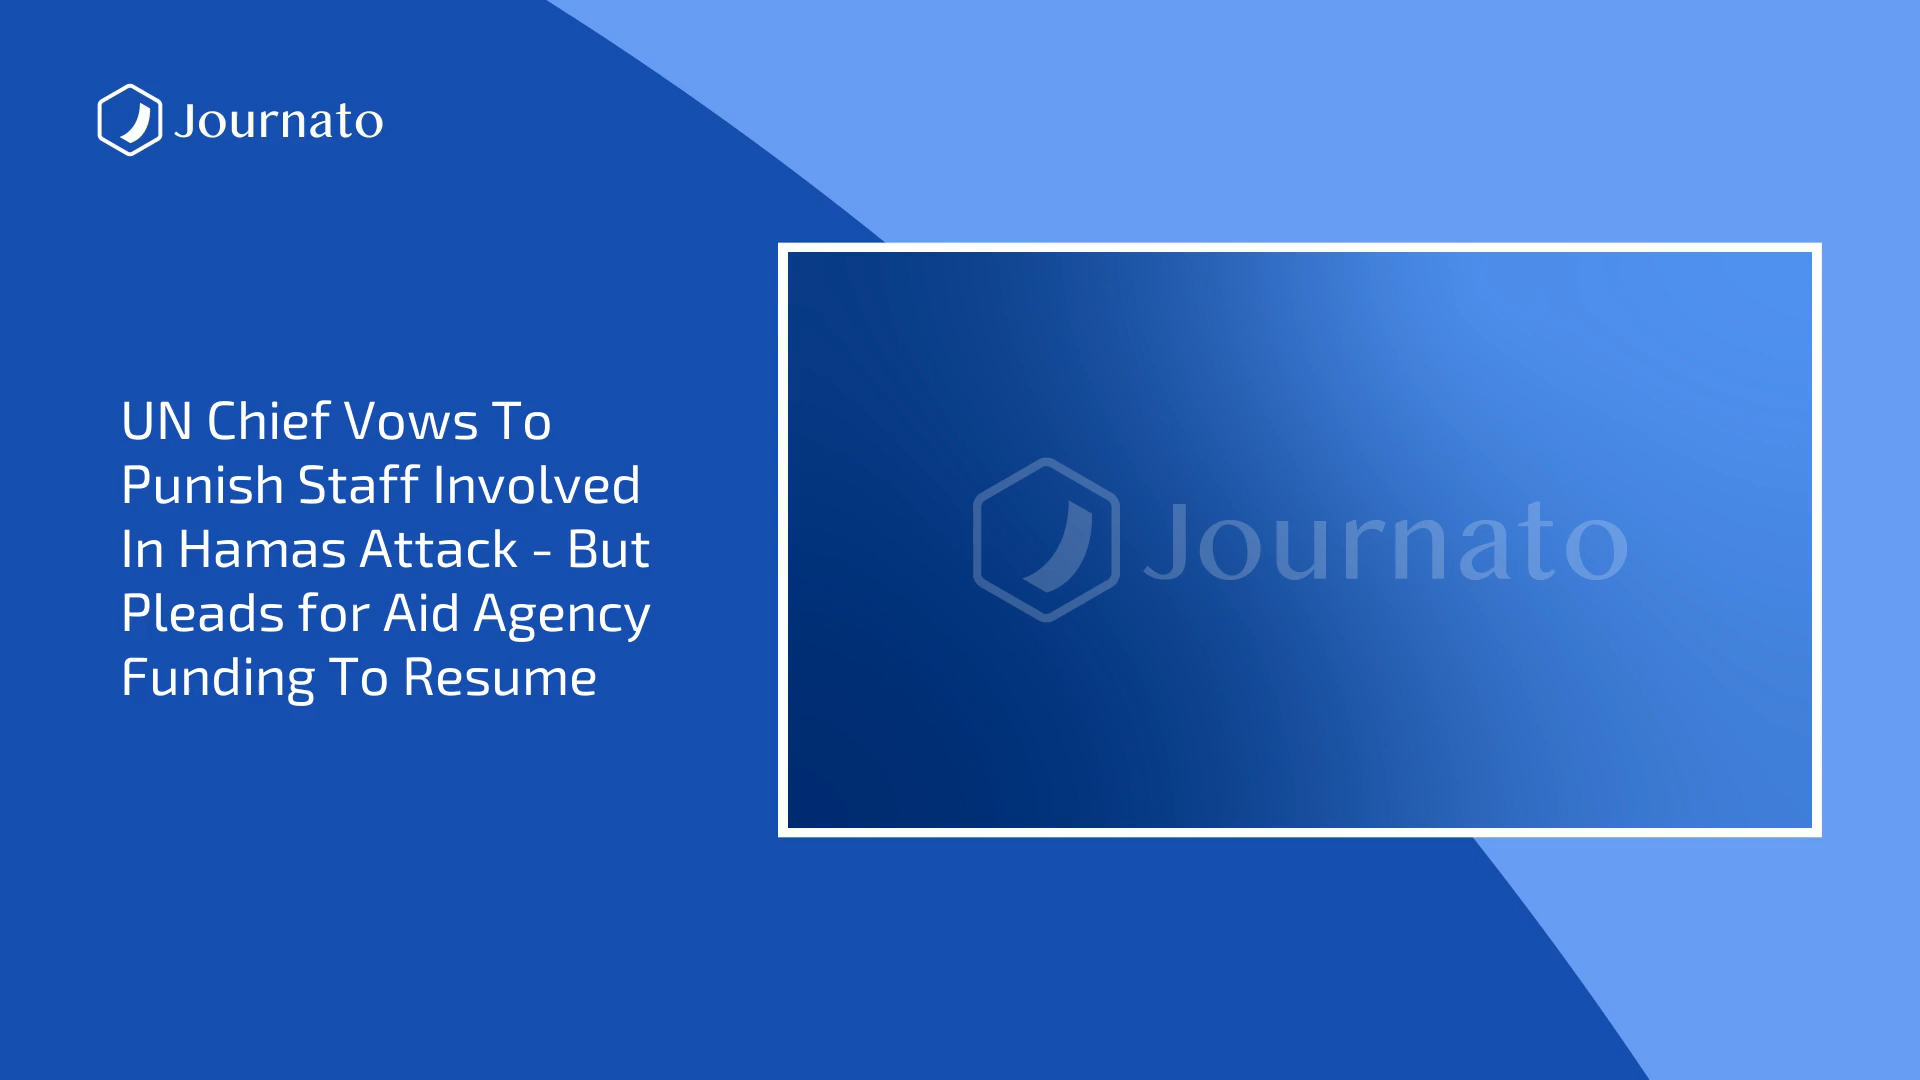 Journato
UN Chief Vows To
Punish Staff Involved
In Hamas Attack - But
Pleads for Aid Agency
Funding To Resume
Journato